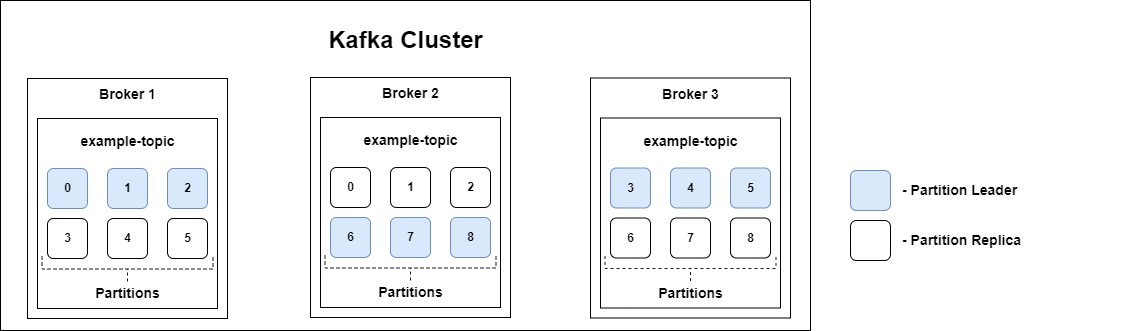 Kafka Cluster
Broker 1
example-topic
0 1 2
3 4 5
Partitions
Broker 2
example-topic
0 1 2
6 7 8
Partitions
Broker 3
example-topic
3 4 5
6 7 8
Partitions
- Partition Leader
- Partition Replica